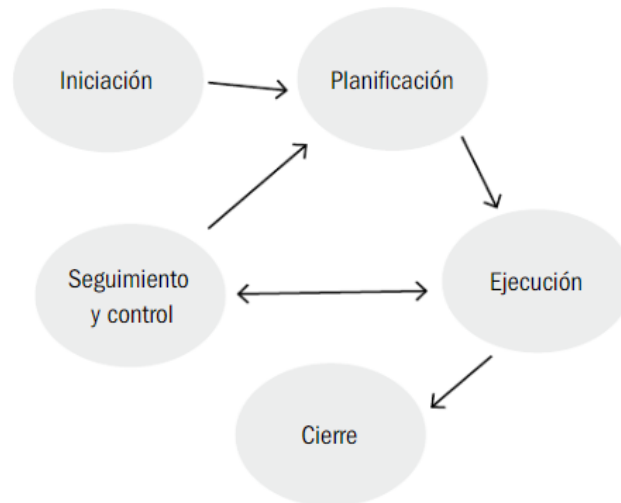 Iniciación
Planificación
Seguimiento
y control
Ejecución
Cierre